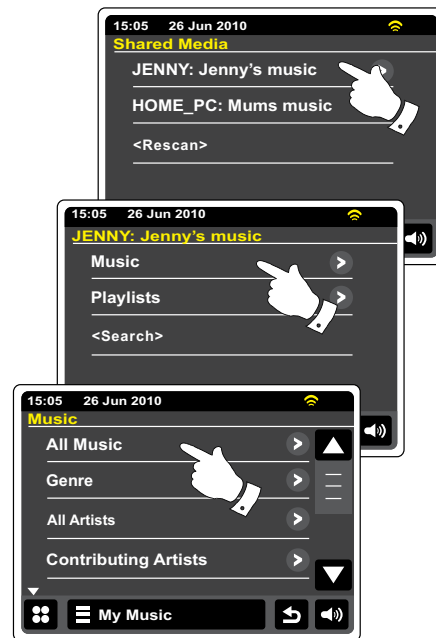 15:05 26 Jun 2010
Shared Media
JENNY: Jenny's music
HOME_PC: Mums music
<Rescan>
15:05 26 Jun 2010
JENNY: Jenny's music
Music
Playlists
<Search>
15:05 26 Jun 2010
Music
All Music
Genre
All Artists
Contributing Artists
My Music